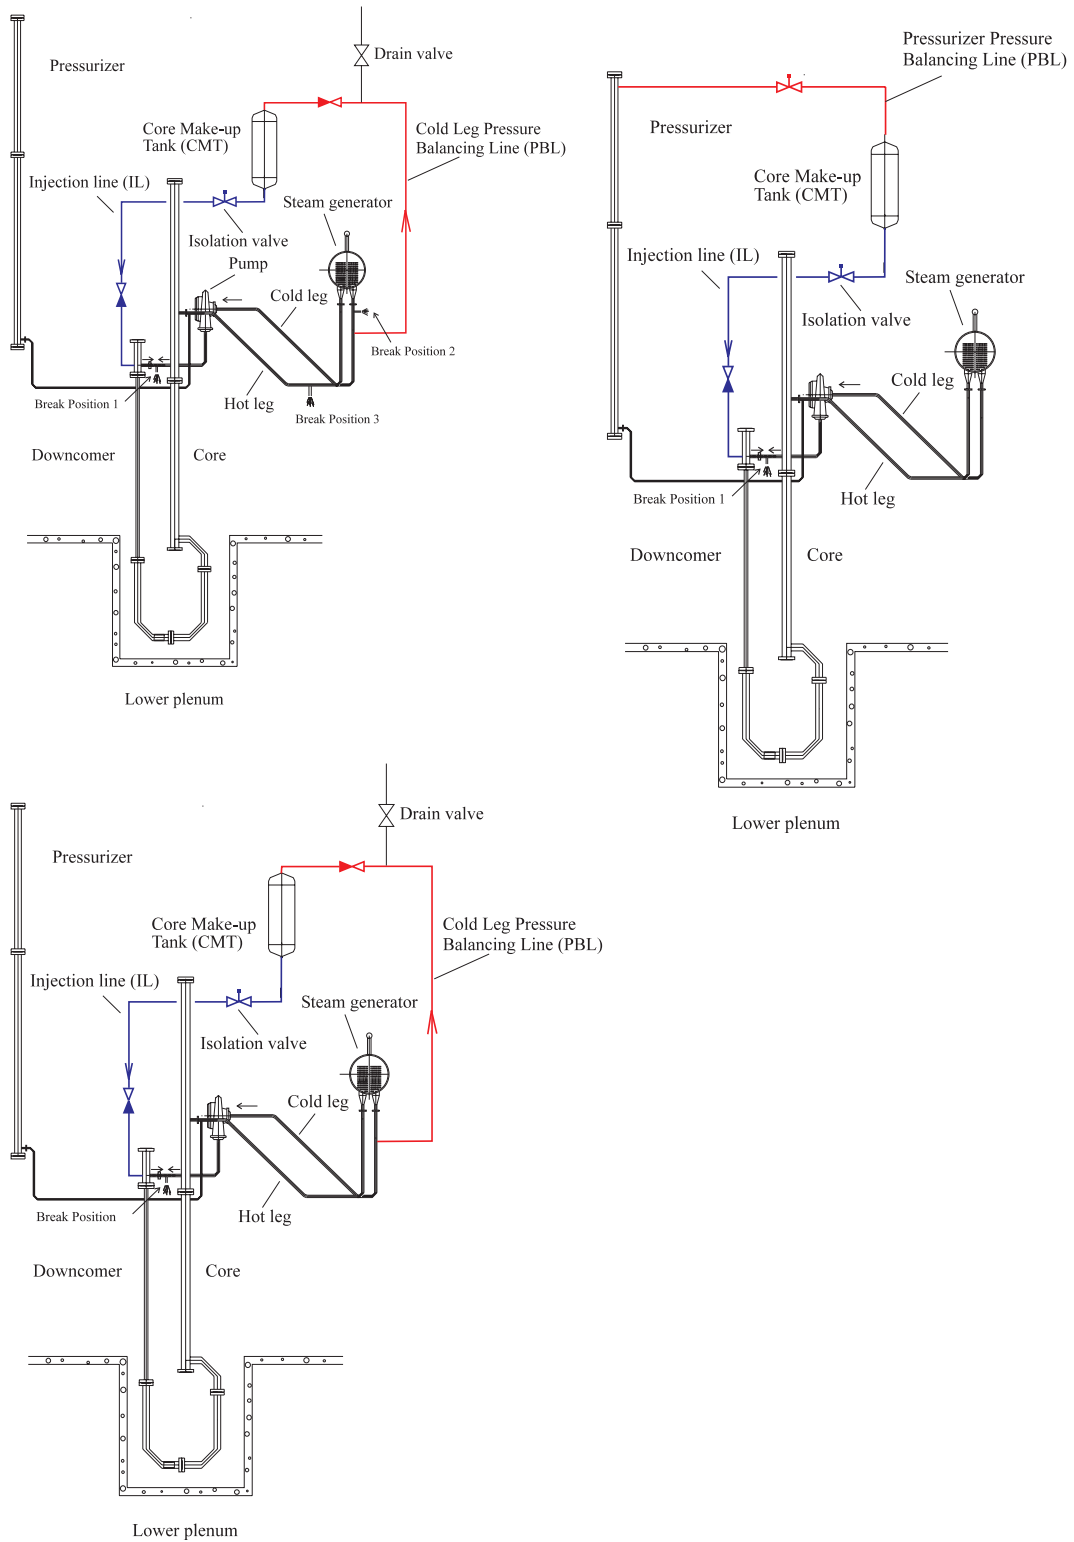 Drain valve
Pressurizer
Core Make-up
Tank (CMT)
Cold Leg Pressure
Balancing Line (PBL)
Injection line (IL)
Steam generator
Isolation valve
Pump
Cold leg
Break Position 2
Break Position 1
Hot leg
Break Position 3
Downcomer
Core
Lower plenum
Pressurizer Pressure
Balancing Line (PBL)
Pressurizer
Core Make-up
Tank (CMT)
Injection line (IL)
Steam generator
Isolation valve
Cold leg
Break Position 1
Hot leg
Downcomer
Core
Lower plenum
Drain valve
Pressurizer
Core Make-up
Tank (CMT)
Cold Leg Pressure
Balancing Line (PBL)
Injection line (IL)
Steam generator
Isolation valve
Cold leg
Break Position
Hot leg
Downcomer
Core
Lower plenum